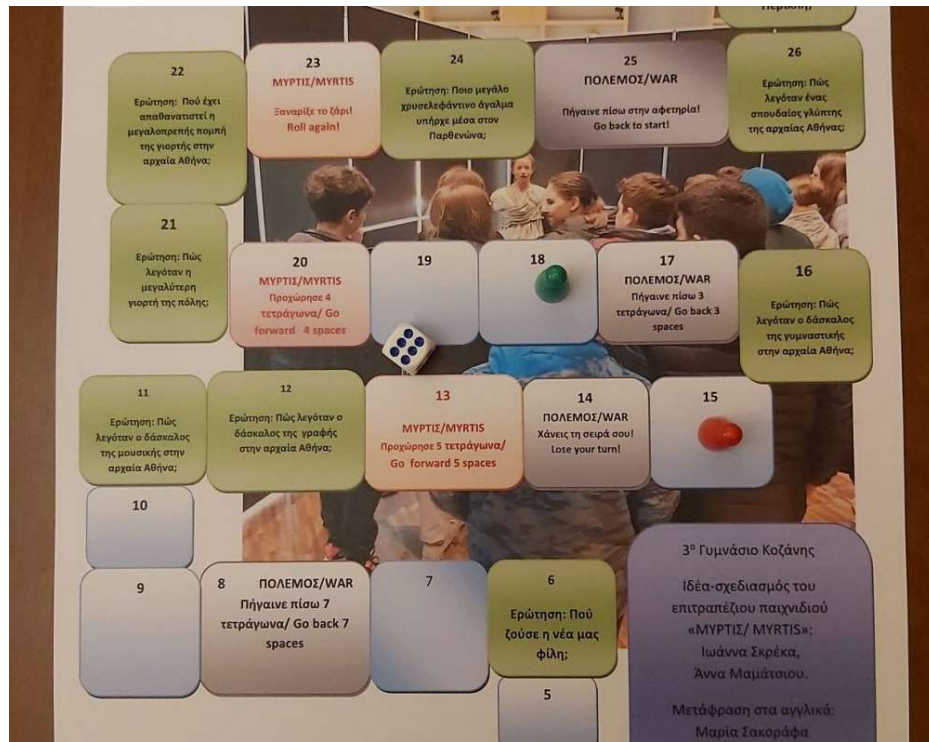 Περικλή;
22
Ερώτηση: Πού έχει
απαθανατιστεί η
μεγαλοπρεπής πομπή
της γιορτής στην
αρχαία Αθήνα;
23
ΜΥΡΤΙΣ/MYRTIS
Ξαναρίξε το ζάρι!
Roll again!
24
Ερώτηση: Ποιο μεγάλο
χρυσελεφάντινο άγαλμα
υπήρχε μέσα στον
Παρθενώνα;
25
ΠΟΛΕΜΟΣ/WAR
Πήγαινε πίσω στην αφετηρία!
Go back to start!
26
Ερώτηση: Πώς
λεγόταν ένας
σπουδαίος γλύπτης
της αρχαίας Αθήνας;
21
Ερώτηση: Πώς
λεγόταν η
μεγαλύτερη
γιορτή της πόλης;
20
ΜΥΡΤΙΣ/MYRTIS
Προχώρησε 4
τετράγωνα/ Go
forward 4 spaces
19
18
17
ΠΟΛΕΜΟΣ/WAR
Πήγαινε πίσω 3
τετράγωνα/ Go back 3
spaces
16
Ερώτηση: Πώς
λεγόταν ο δάσκαλος
της γυμναστικής
στην αρχαία Αθήνα;
11
Ερώτηση: Πώς
λεγόταν ο δάσκαλος
της μουσικής στην
αρχαία Αθήνα;
12
Ερώτηση: Πώς λεγόταν ο
δάσκαλος της γραφής
στην αρχαία Αθήνα;
13
ΜΥΡΤΙΣ/MYRTIS
Προχώρησε 5 τετράγωνα/
Go forward 5 spaces
14
ΠΟΛΕΜΟΣ/WAR
Χάνεις τη σειρά σου!
Lose your turn!
15
10
9
8 ΠΟΛΕΜΟΣ/WAR
Πήγαινε πίσω 7
τετράγωνα/ Go back 7
spaces
7
6
Ερώτηση: Πού
ζούσε η νέα μας
φίλη;
5
3ο Γυμνάσιο Κοζάνης
Ιδέα-σχεδιασμός του
επιτραπέζιου παιχνιδιού
«ΜΥΡΤΙΣ/ MYRTIS»:
Ιωάννα Σκρέκα,
Άννα Μαμάτσιου.
Μετάφραση στα αγγλικά:
Μαρία Σακοράφα